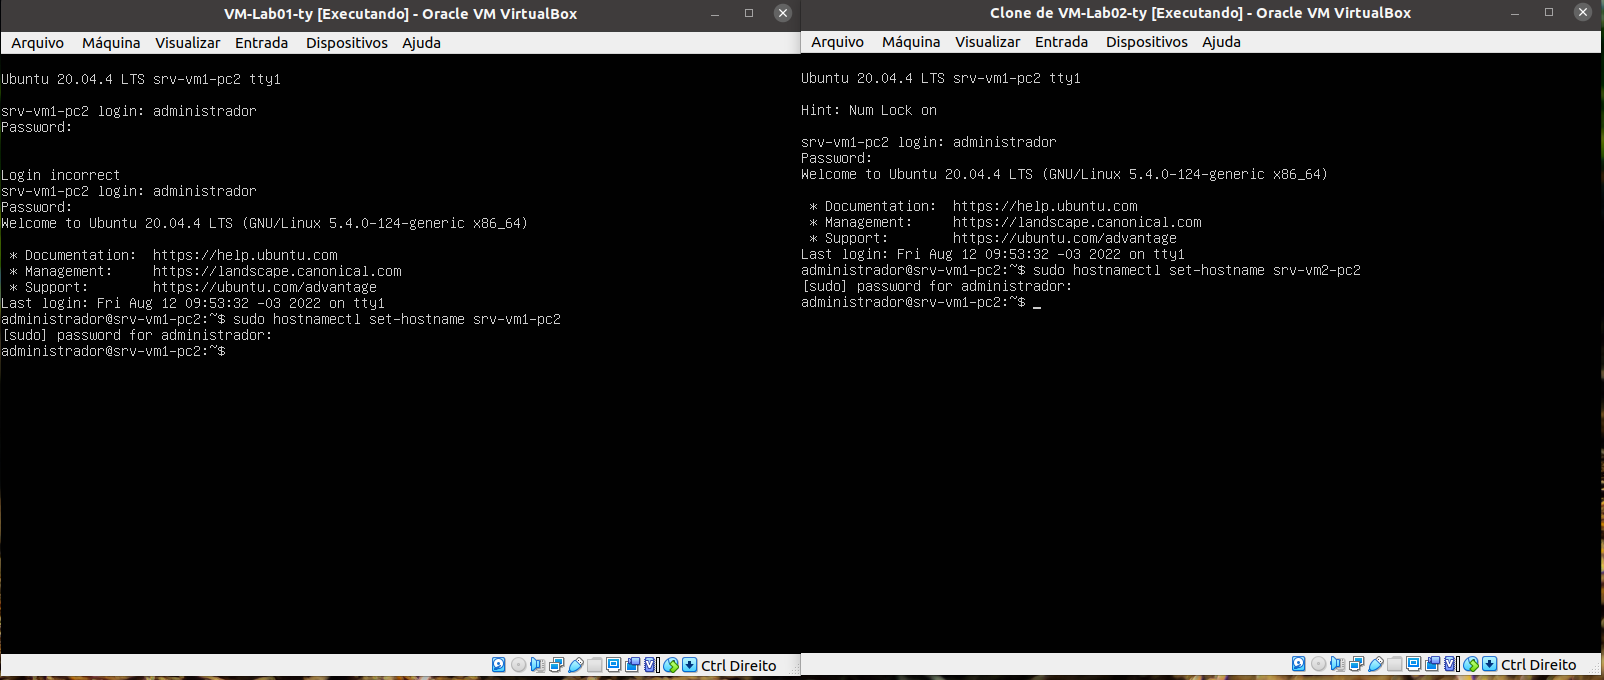 VM-Lab01-ty [Executando] - Oracle VM VirtualBox
Arquivo Máquina Visualizar Entrada Dispositivos Ajuda
Ubuntu 20.04.4 LTS srv-vm1-pc2 tty1
srv-vm1-pc2 login: administrador
Password:
Login incorrect
srv-vm1-pc2 login: administrador
Password:
Welcome to Ubuntu 20.04.4 LTS (GNU/Linux 5.4.0-124-generic x86_64)
* Documentation:  https://help.ubuntu.com
* Management:     https://landscape.canonical.com
* Support:        https://ubuntu.com/advantage
Last login: Fri Aug 12 09:53:32 -03 2022 on tty1
administrador@srv-vm1-pc2:~$ sudo hostnamectl set-hostname srv-vm1-pc2
[sudo] password for administrador:
administrador@srv-vm1-pc2:~$
Ctrl Direito
Clone de VM-Lab02-ty [Executando] - Oracle VM VirtualBox
Arquivo Máquina Visualizar Entrada Dispositivos Ajuda
Ubuntu 20.04.4 LTS srv-vm1-pc2 tty1
Hint: Num Lock on
srv-vm1-pc2 login: administrador
Password:
Welcome to Ubuntu 20.04.4 LTS (GNU/Linux 5.4.0-124-generic x86_64)
* Documentation:  https://help.ubuntu.com
* Management:     https://landscape.canonical.com
* Support:        https://ubuntu.com/advantage
Last login: Fri Aug 12 09:53:32 -03 2022 on tty1
administrador@srv-vm1-pc2:~$ sudo hostnamectl set-hostname srv-vm2-pc2
[sudo] password for administrador:
administrador@srv-vm1-pc2:~$ _
Ctrl Direito